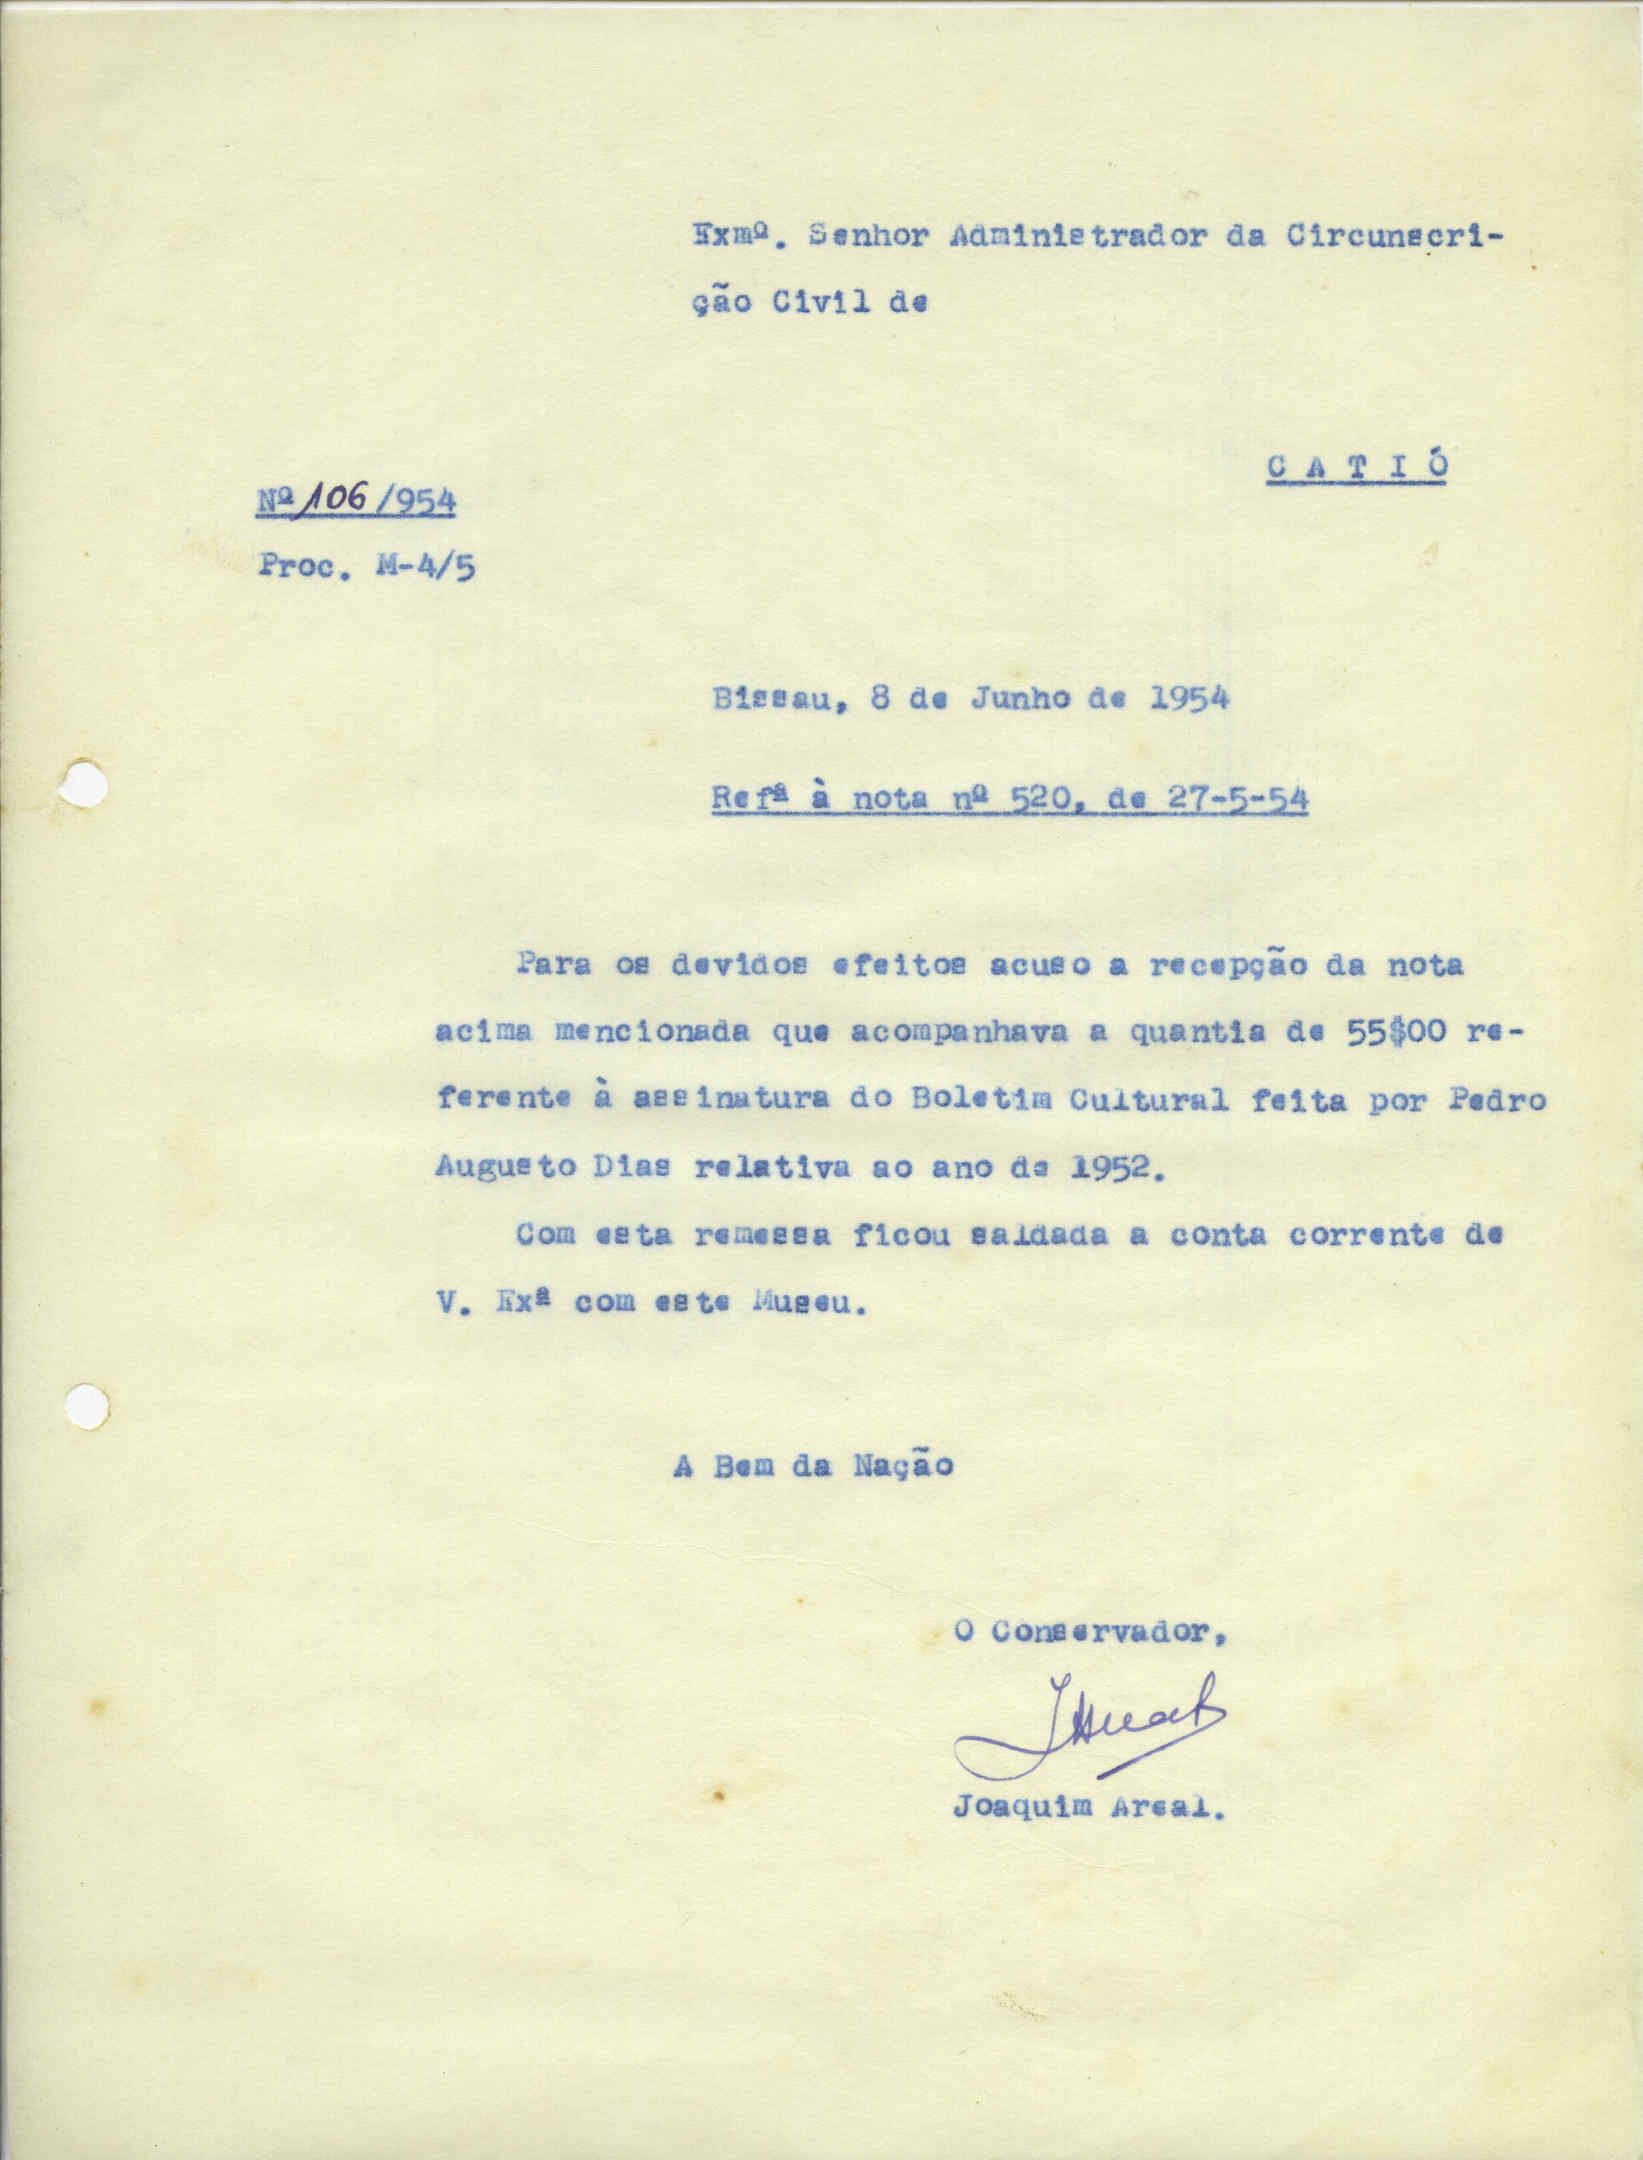 Exmº. Senhor Administrador da Circunscri-
ção Civil de
C A T I Ó
Nº 106/954
Proc. M-4/5
Bissau, 8 de Junho de 1954
Refª à nota nº 520, de 27-5-54
Para os devidos efeitos acuso a recepção da nota
acima mencionada que acompanhava a quantia de 55$00 re-
ferente à assinatura do Boletim Cultural feita por Pedro
Augusto Dias relativa ao ano de 1952.
Com esta remessa ficou saldada a conta corrente de
V. Exª com este Museu.
A Bem da Nação
O Conservador,
JAreal
Joaquim Areal.